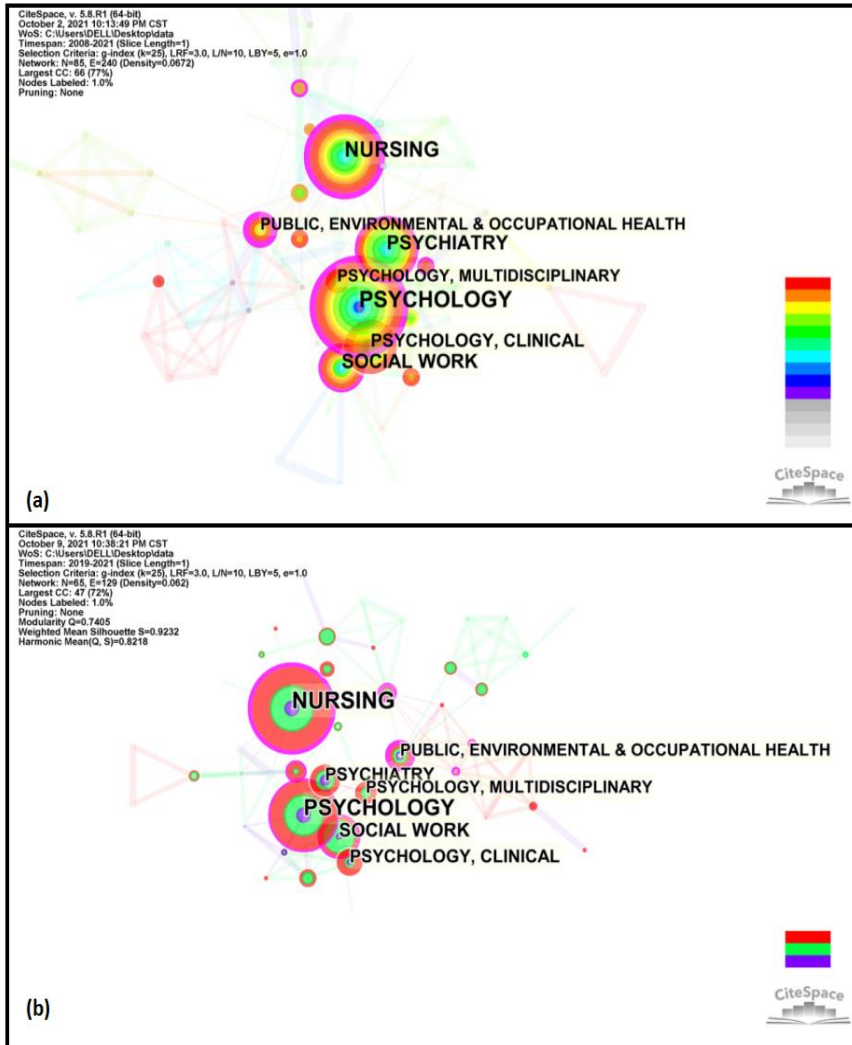 CiteSpace, v. 5.8.R1 (64-bit)
October 2, 2021 10:13:49 PM CST
WoS: C:\Users\DELL\Desktop\data
Timespan: 2008-2021 (Slice Length=1)
Selection Criteria: g-index (k=25), LRF=3.0, L/N=10, LBY=5, e=1.0
Network: N=85, E=240 (Density=0.0672)
Largest CC: 66 (77%)
Nodes Labeled: 1.0%
Pruning: None
NURSING
PUBLIC, ENVIRONMENTAL & OCCUPATIONAL HEALTH
PSYCHIATRY
PSYCHOLOGY, MULTIDISCIPLINARY
PSYCHOLOGY
PSYCHOLOGY, CLINICAL
SOCIAL WORK
CiteSpace
(a)
CiteSpace, v. 5.8.R1 (64-bit)
October 9, 2021 10:38:21 PM CST
WoS: C:\Users\DELL\Desktop\data
Timespan: 2019-2021 (Slice Length=1)
Selection Criteria: g-index (k=25), LRF=3.0, L/N=10, LBY=5, e=1.0
Network: N=65, E=129 (Density=0.062)
Largest CC: 47 (72%)
Nodes Labeled: 1.0%
Pruning: None
Modularity Q=0.7405
Weighted Mean Silhouette S=0.9232
Harmonic Mean(Q, S)=0.8218
NURSING
PUBLIC, ENVIRONMENTAL & OCCUPATIONAL HEALTH
PSYCHIATRY
PSYCHOLOGY, MULTIDISCIPLINARY
PSYCHOLOGY
SOCIAL WORK
PSYCHOLOGY, CLINICAL
CiteSpace
(b)